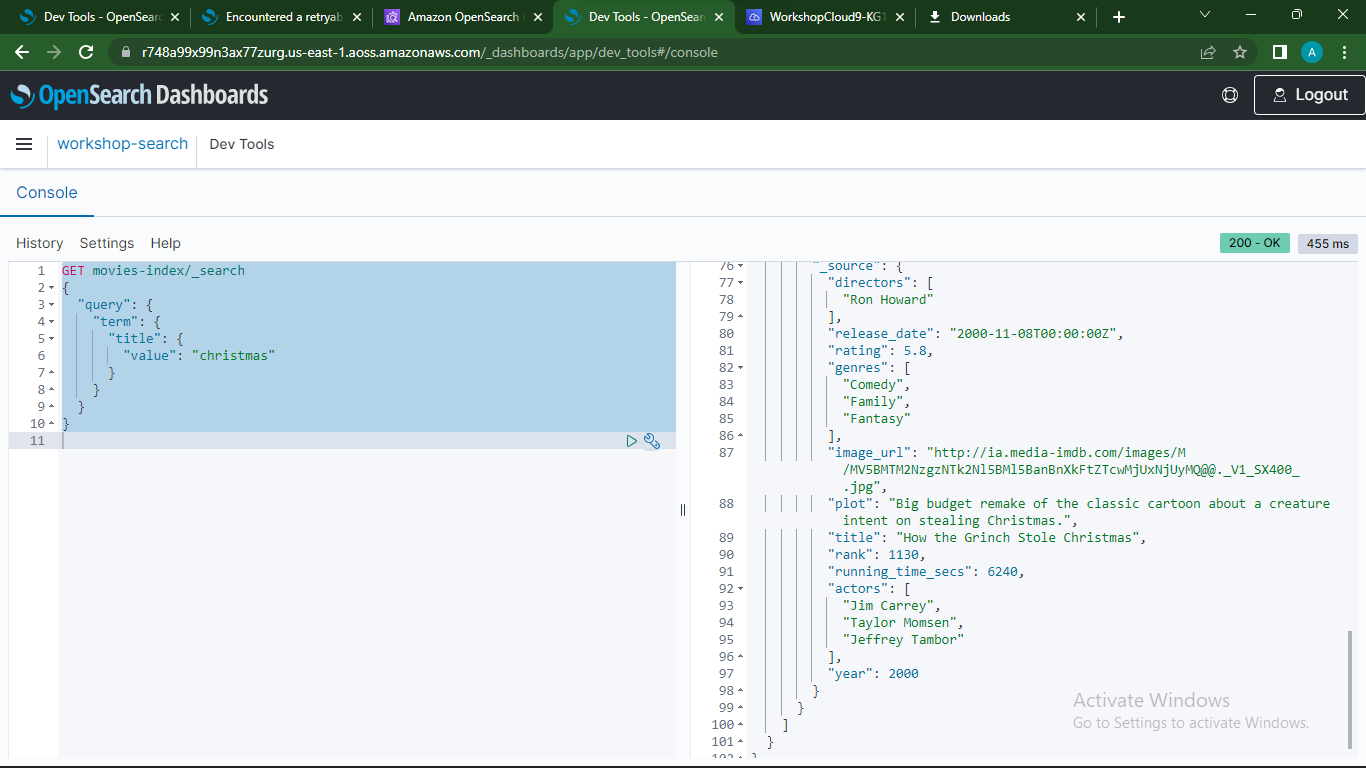 Dev Tools - OpenSear
Encountered a retryab
Amazon OpenSearch
Dev Tools - OpenSear
WorkshopCloud9-KG1
Downloads
r748a99x99n3ax77zurg.us-east-1.aoss.amazonaws.com/_dashboards/app/dev_tools#/console
A
OpenSearch Dashboards
Logout
workshop-search
Dev Tools
Console
History Settings Help
200 - OK
455 ms
1 GET movies-index/_search
2 {
3 "query": {
4 "term": {
5 "title": {
6 "value": "christmas"
7 }
8 }
9 }
10 }
11
76 "_source": {
77 "directors": [
78 "Ron Howard"
79 ],
80 "release_date": "2000-11-08T00:00:00Z",
81 "rating": 5.8,
82 "genres": [
83 "Comedy",
84 "Family",
85 "Fantasy"
86 ],
87 "image_url": "http://ia.media-imdb.com/images/M
/MV5BMTM2NzgzNTk2Nl5BMl5BanBnXkFtZTcwMjUxNjUyMQ@@._V1_SX400_
.jpg",
88 "plot": "Big budget remake of the classic cartoon about a creature
intent on stealing Christmas.",
89 "title": "How the Grinch Stole Christmas",
90 "rank": 1130,
91 "running_time_secs": 6240,
92 "actors": [
93 "Jim Carrey",
94 "Taylor Momsen",
95 "Jeffrey Tambor"
96 ],
97 "year": 2000
98 }
99 }
100 ]
101 }
102 }
Activate Windows
Go to Settings to activate Windows.